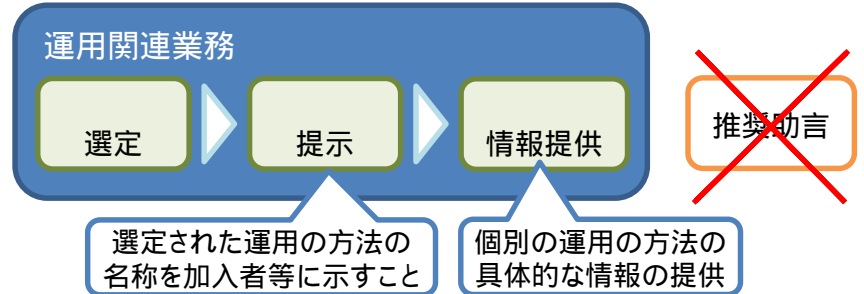 運用関連業務
選定
提示
情報提供
推奨助言
選定された運用の方法の
名称を加入者等に示すこと
個別の運用の方法の
具体的な情報の提供